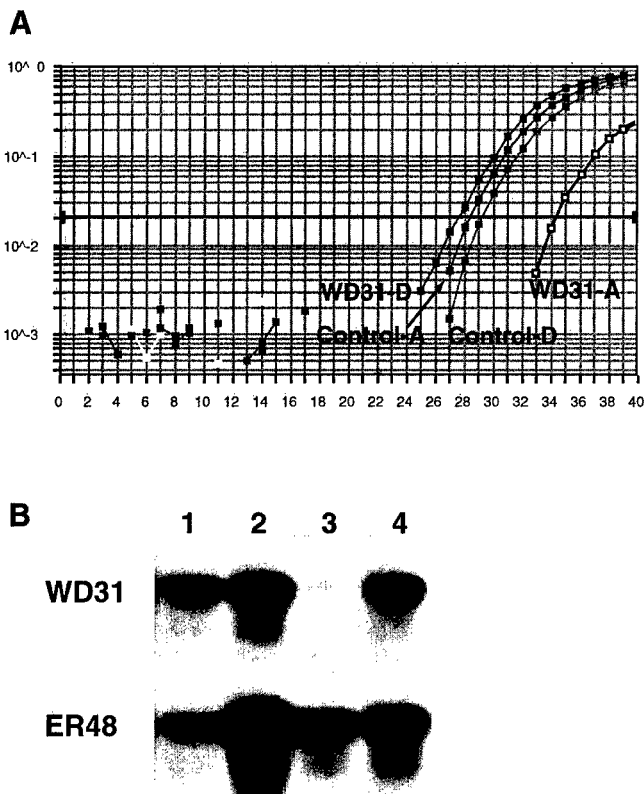 A
10^ 0
10^-1
10^-2
10^-3
WD31-D
WD31-A
Control-A
Control-D
0 2 4 6 8 10 12 14 16 18 20 22 24 26 28 30 32 34 36 38 40
B
1 2 3 4
WD31
ER48